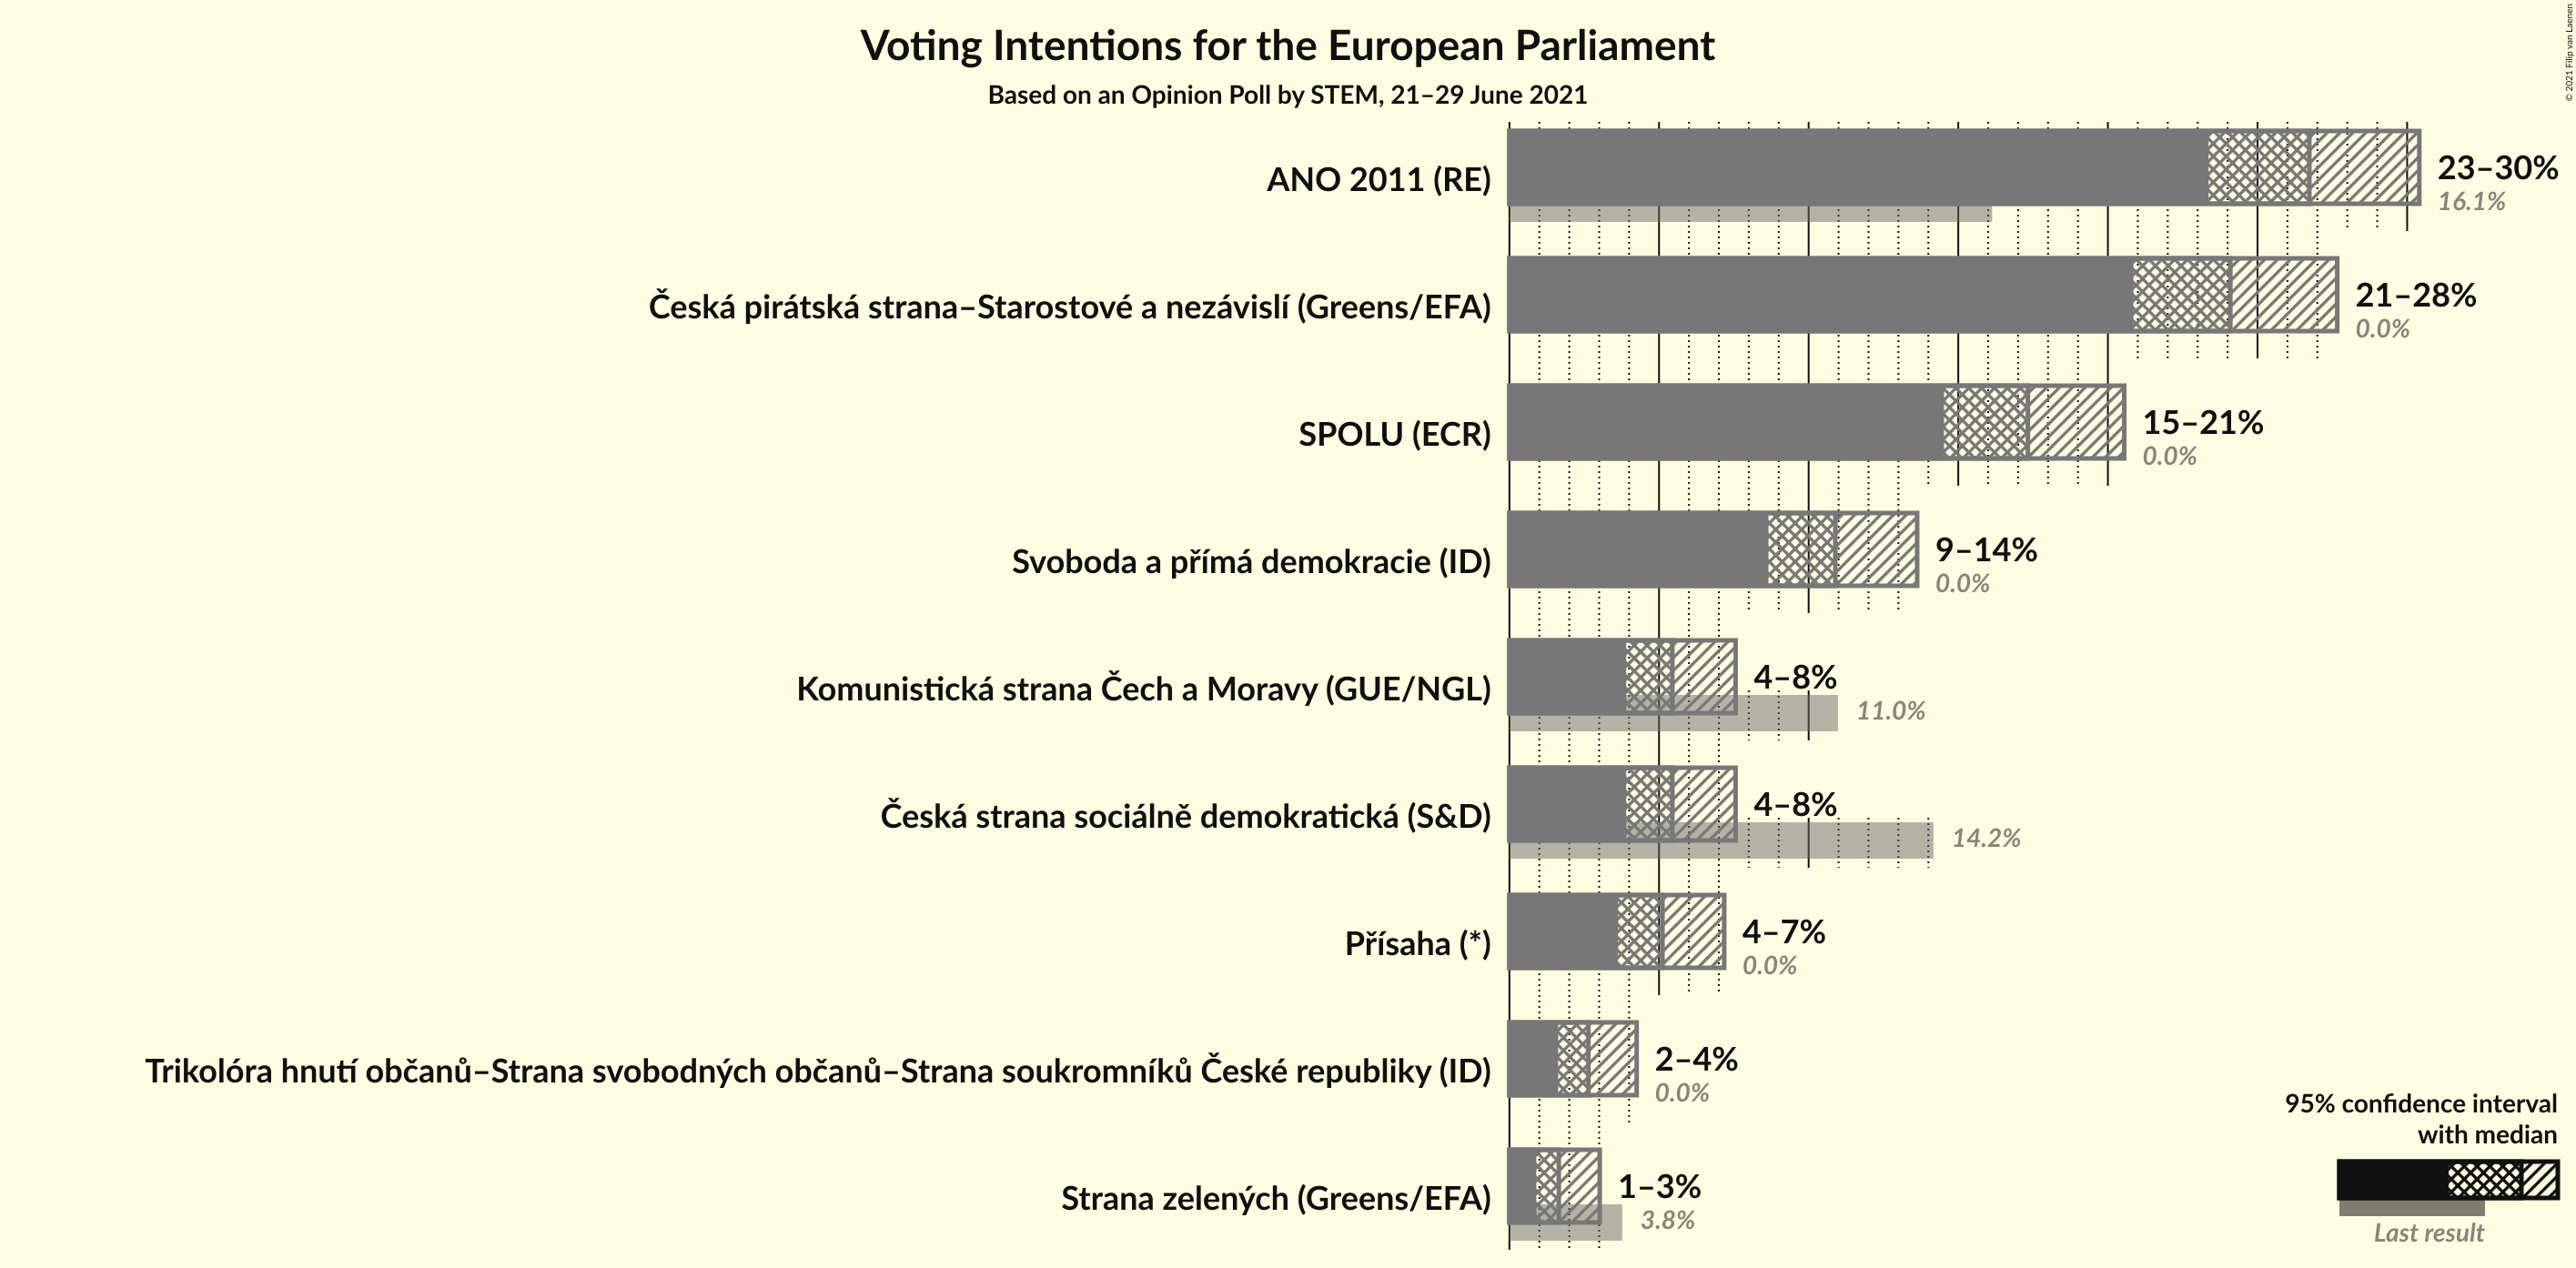 Voting Intentions for the European Parliament
Based on an Opinion Poll by STEM, 21–29 June 2021
© 2021 Filip van Laenen
ANO 2011 (RE)
23–30%
16.1%
Česká pirátská strana–Starostové a nezávislí (Greens/EFA)
21–28%
0.0%
SPOLU (ECR)
15–21%
0.0%
Svoboda a přímá demokracie (ID)
9–14%
0.0%
Komunistická strana Čech a Moravy (GUE/NGL)
4–8%
11.0%
Česká strana sociálně demokratická (S&D)
4–8%
14.2%
Přísaha (*)
4–7%
0.0%
Trikolóra hnutí občanů–Strana svobodných občanů–Strana soukromníků České republiky (ID)
2–4%
0.0%
Strana zelených (Greens/EFA)
1–3%
3.8%
95% confidence interval
with median
Last result